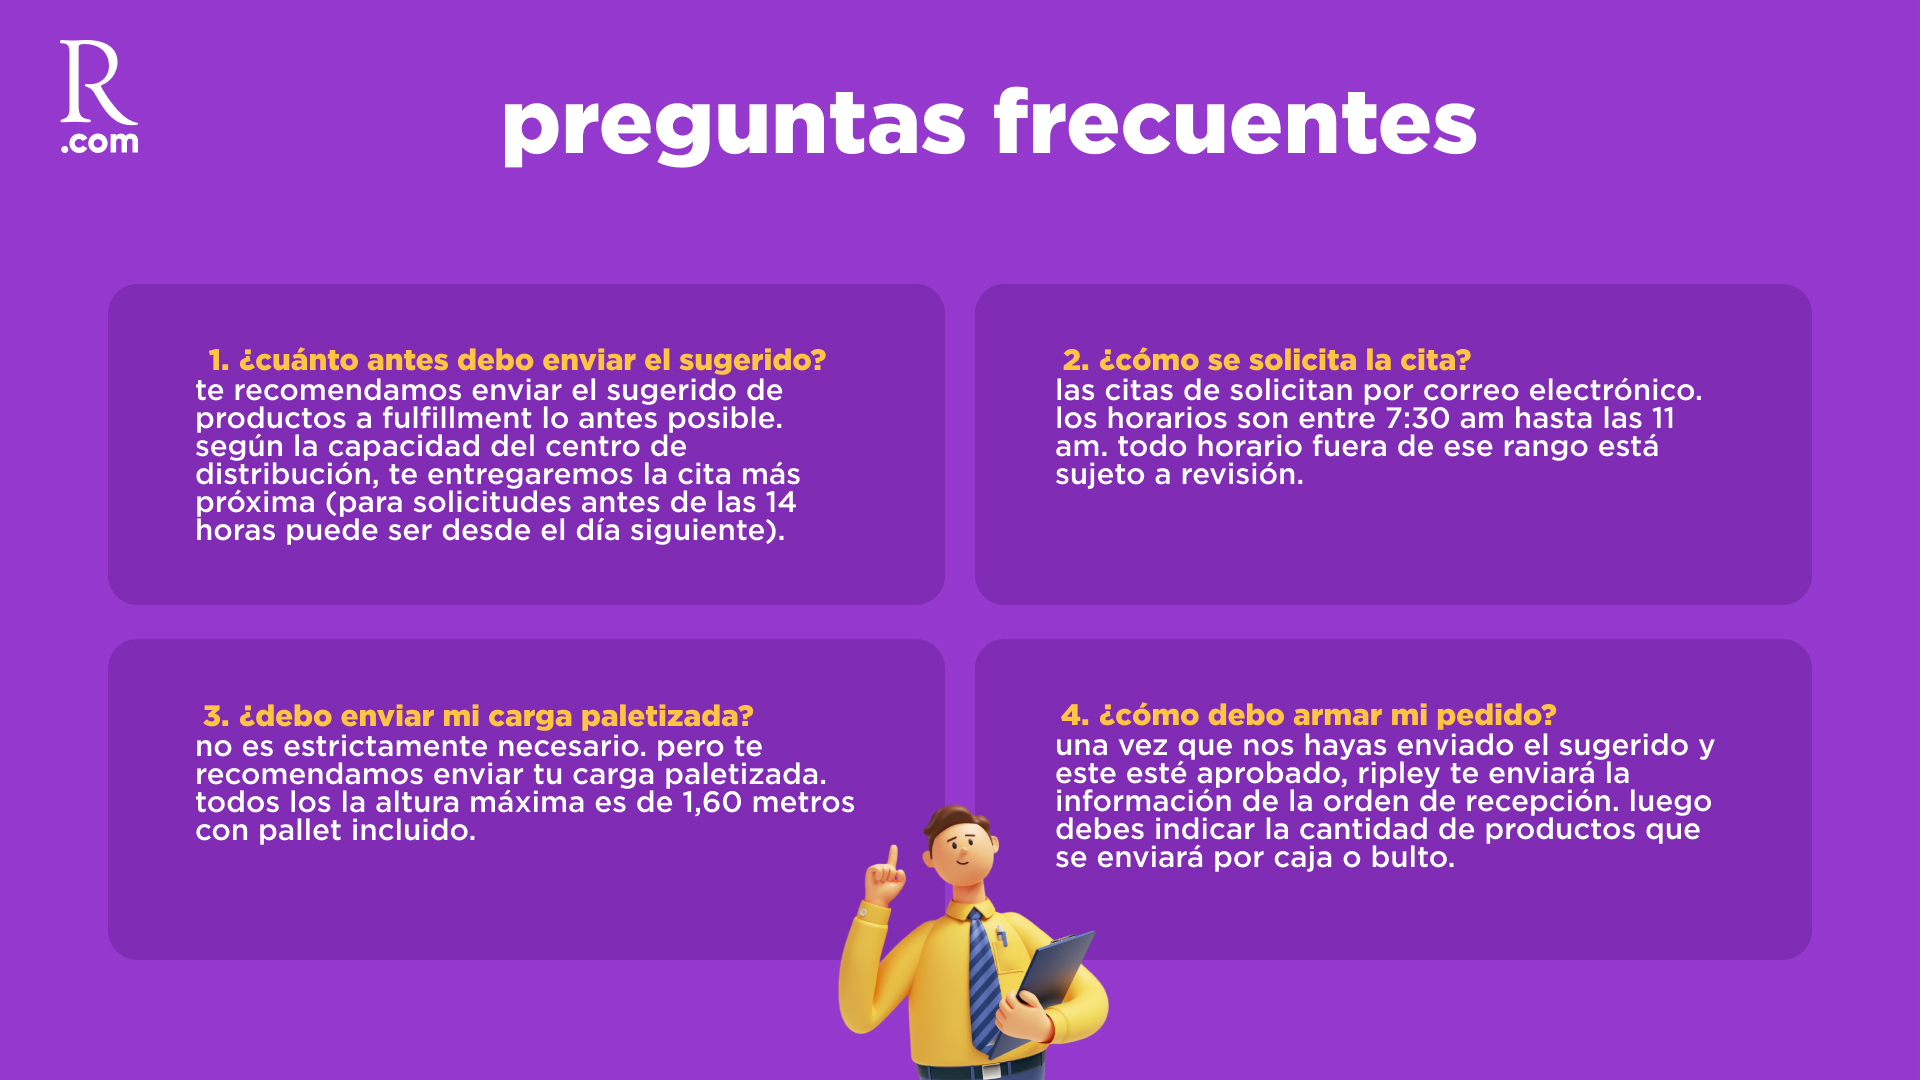 R
.com
preguntas frecuentes
1. ¿cuánto antes debo enviar el sugerido?
te recomendamos enviar el sugerido de
productos a fulfillment lo antes posible.
según la capacidad del centro de
distribución, te entregaremos la cita más
próxima (para solicitudes antes de las 14
horas puede ser desde el día siguiente).
2. ¿cómo se solicita la cita?
las citas de solicitan por correo electrónico.
los horarios son entre 7:30 am hasta las 11
am. todo horario fuera de ese rango está
sujeto a revisión.
3. ¿debo enviar mi carga paletizada?
no es estrictamente necesario. pero te
recomendamos enviar tu carga paletizada.
todos los la altura máxima es de 1,60 metros
con pallet incluido.
4. ¿cómo debo armar mi pedido?
una vez que nos hayas enviado el sugerido y
este esté aprobado, ripley te enviará la
información de la orden de recepción. luego
debes indicar la cantidad de productos que
se enviará por caja o bulto.